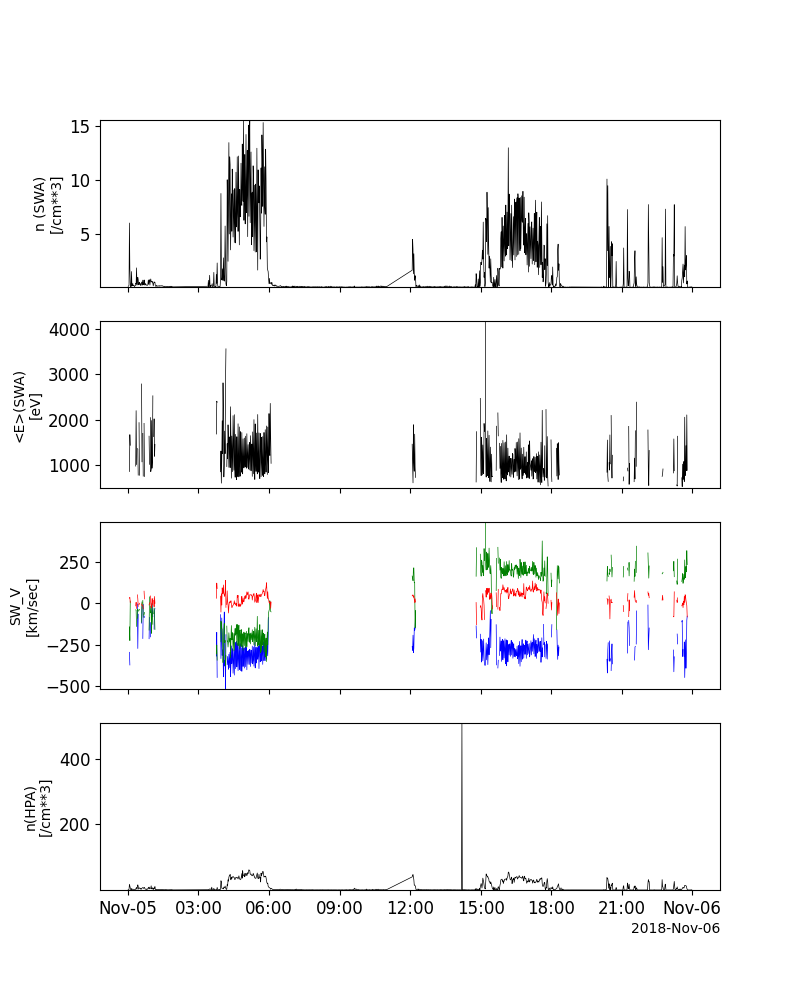 15
10
5
n (SWA)
[/cm**3]
4000
3000
2000
1000
<E>(SWA)
[eV]
250
0
−250
−500
SW_V
[km/sec]
400
200
n(HPA)
[/cm**3]
Nov-05 03:00 06:00 09:00 12:00 15:00 18:00 21:00 Nov-06
2018-Nov-06